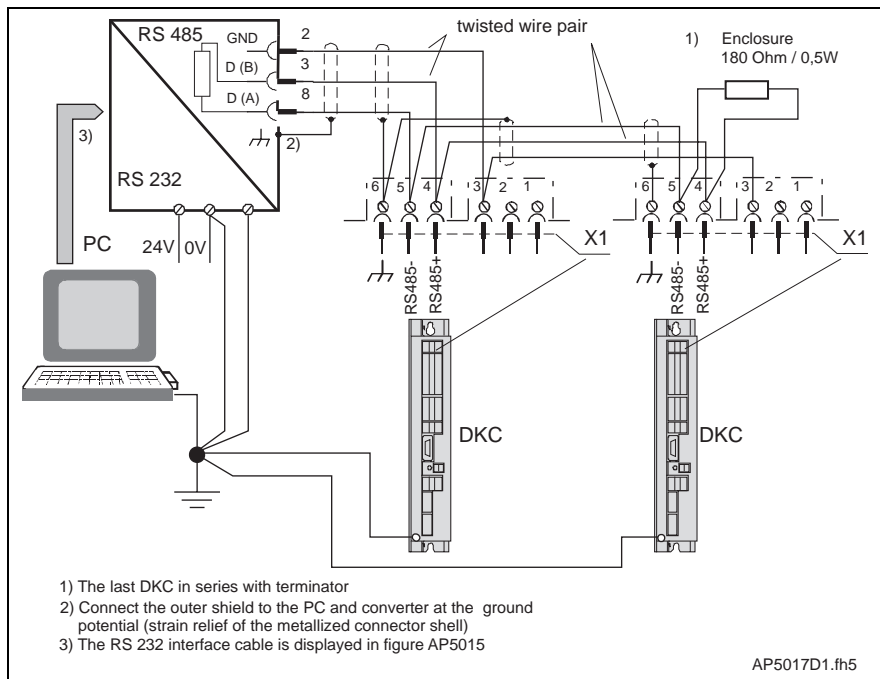 RS 485
GND
2
D (B)
3
D (A)
8
2)
3)
RS 232
twisted wire pair
1) Enclosure
180 Ohm / 0,5W
6 5 4 3 2 1
6 5 4 3 2 1
PC
24V 0V
X1
X1
RS485-
RS485+
RS485-
RS485+
DKC
DKC
1) The last DKC in series with terminator
2) Connect the outer shield to the PC and converter at the ground
potential (strain relief of the metallized connector shell)
3) The RS 232 interface cable is displayed in figure AP5015
AP5017D1.fh5